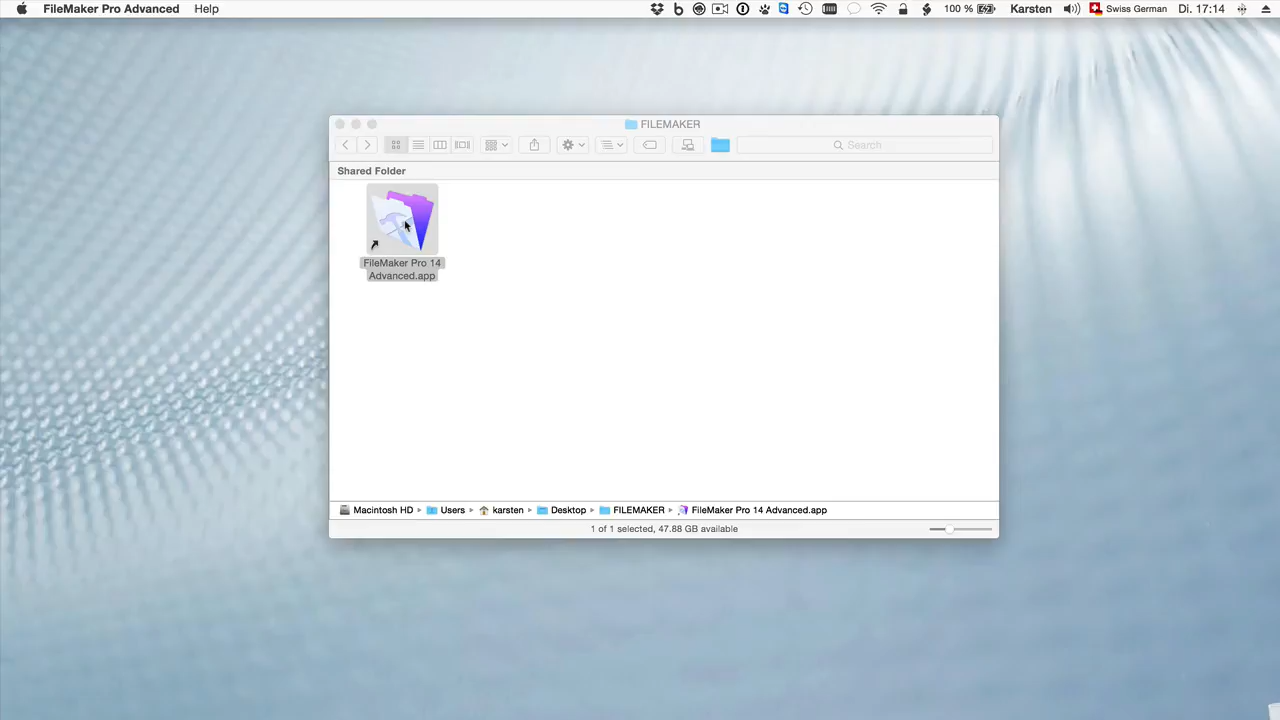 FileMaker Pro Advanced Help 100 % Karsten Swiss German Di. 17:14
FILEMAKER
Search
Shared Folder
FileMaker Pro 14
Advanced.app
Macintosh HD Users karsten Desktop FILEMAKER FileMaker Pro 14 Advanced.app
1 of 1 selected, 47.88 GB available